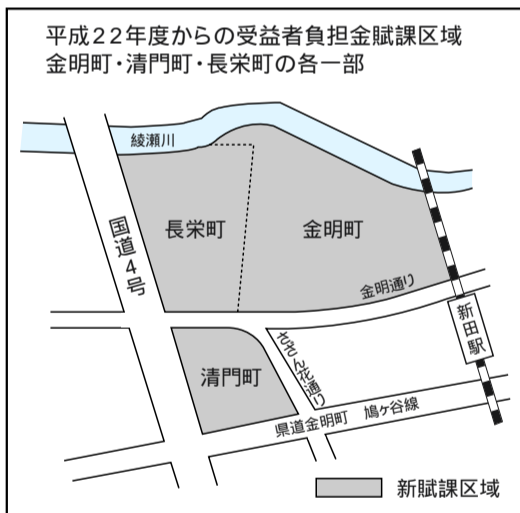 平成22年度からの受益者負担金賦課区域
金明町・清門町・長栄町の各一部
綾瀬川
国道4号
長栄町
金明町
金明通り
新田駅
さざん花通り
清門町
県道金明町 鳩ヶ谷線
新賦課区域